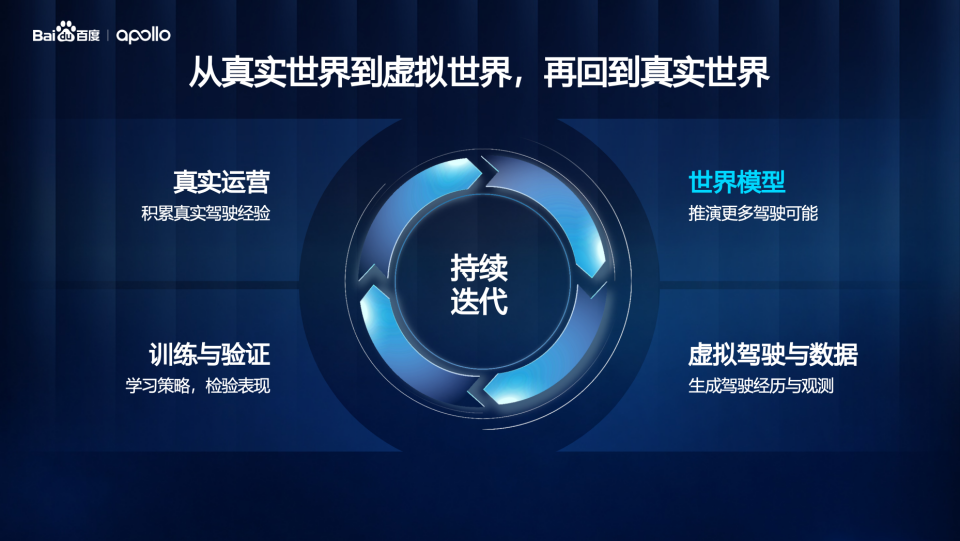 Baidu百度 | apollo
从真实世界到虚拟世界，再回到真实世界
真实运营
积累真实驾驶经验
世界模型
推演更多驾驶可能
持续
迭代
训练与验证
学习策略，检验表现
虚拟驾驶与数据
生成驾驶经历与观测